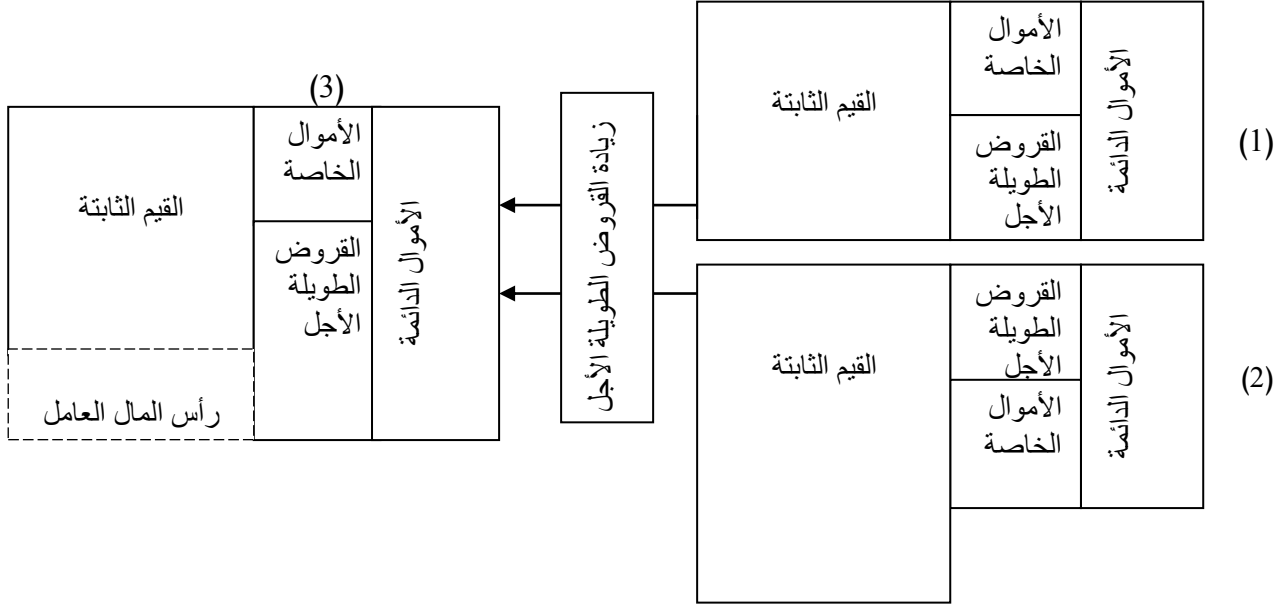 (1)
الأموال الدائمة
الأموال
الخاصة
القروض
الطويلة
الأجل
القيم الثابتة
(2)
الأموال الدائمة
القروض
الطويلة
الأجل
الأموال
الخاصة
القيم الثابتة
زيادة القروض الطويلة الأجل
(3)
الأموال الدائمة
الأموال
الخاصة
القروض
الطويلة
الأجل
القيم الثابتة
رأس المال العامل